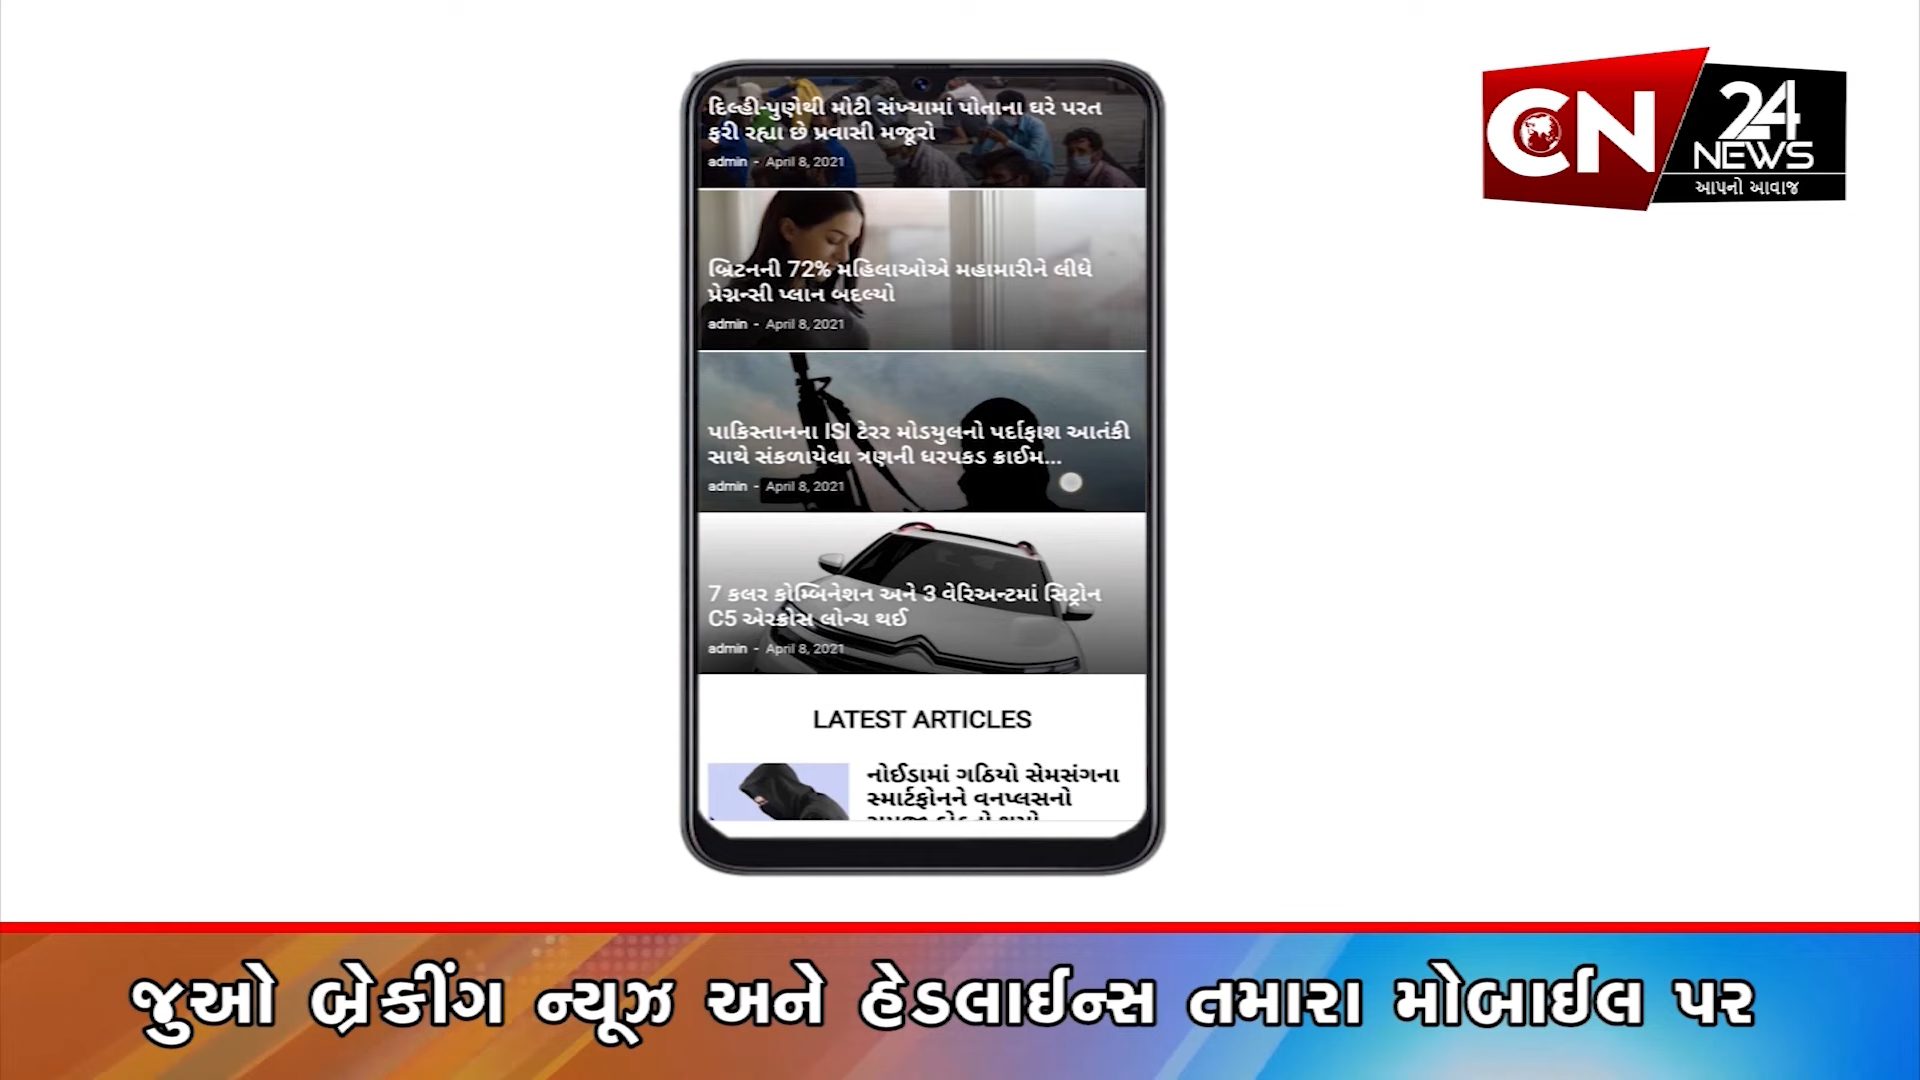 દિલ્હી-પુણેથી મોટી સંખ્યામાં પોતાના ઘરે પરત
ફરી રહ્યા છે પ્રવાસી મજૂરો
admin - April 8, 2021
બ્રિટનની 72% મહિલાઓએ મહામારીને લીધે
પ્રેગ્નન્સી પ્લાન બદલ્યો
admin - April 8, 2021
પાકિસ્તાનના ISI ટેરર મોડયુલનો પર્દાફાશ આતંકી
સાથે સંકળાયેલા ત્રણની ધરપકડ ક્રાઈમ...
admin - April 8, 2021
7 કલર કોમ્બિનેશન અને 3 વેરિઅન્ટમાં સિટ્રોન
C5 એરક્રોસ લોન્ચ થઈ
admin - April 8, 2021
LATEST ARTICLES
નોઈડામાં ગઠિયો સેમસંગના
સ્માર્ટફોનને વનપ્લસનો
CN
24
NEWS
આપનો આવાજ
જુઓ બ્રેકીંગ ન્યૂઝ અને હેડલાઈન્સ તમારા મોબાઈલ પર